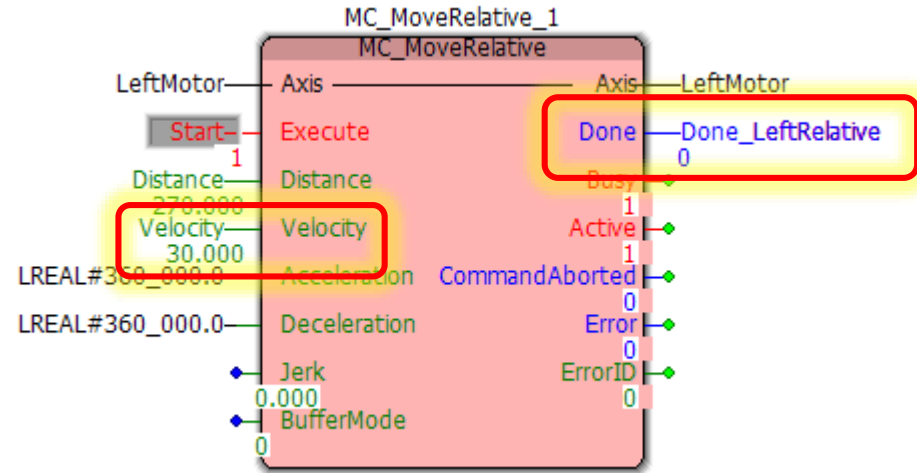 MC_MoveRelative_1
MC_MoveRelative
LeftMotor Axis Axis LeftMotor
Start Execute Done Done_LeftRelative
1 0
Distance Distance Busy
270.000 1
Velocity Velocity Active
30.000 1
LREAL#360_000.0 Acceleration CommandAborted
0
LREAL#360_000.0 Deceleration Error
0
Jerk ErrorID
0.000 0
BufferMode
0